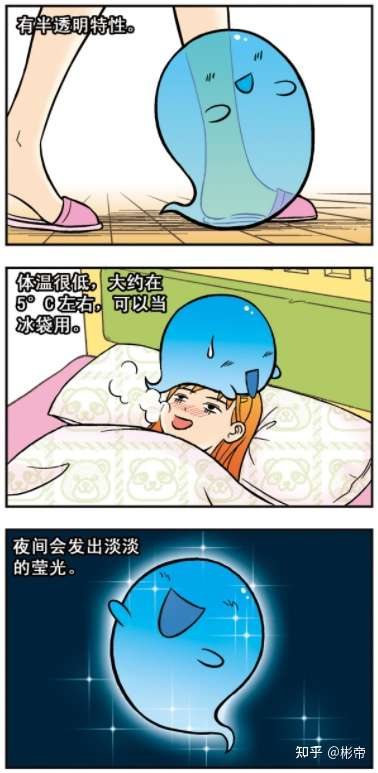 有半透明特性。
体温很低，大约在
5°C左右，可以当
冰袋用。
夜间会发出淡淡
的莹光。
知乎 @彬帝